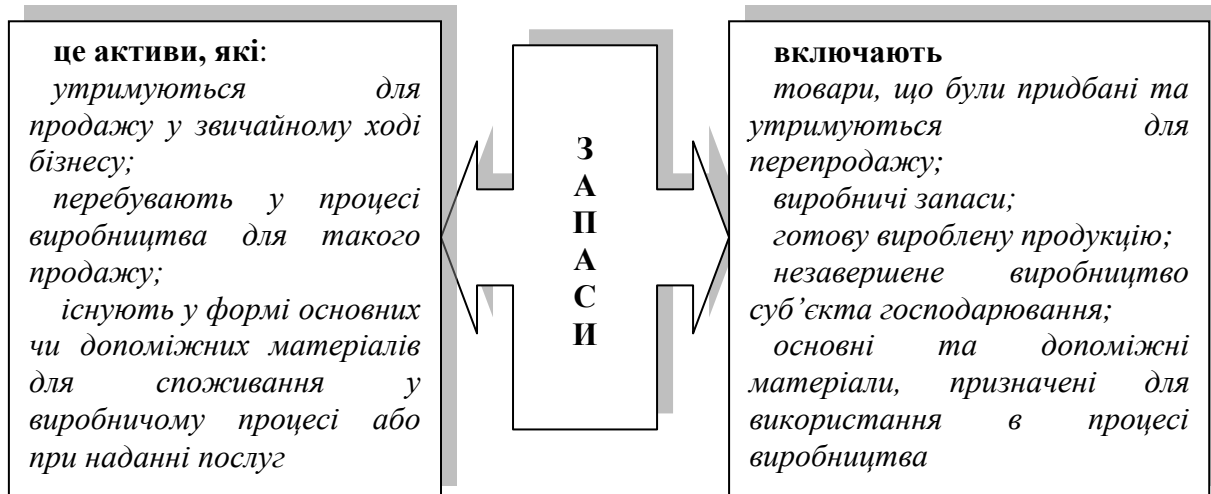 це активи, які:
утримуються для
продажу у звичайному ході
бізнесу;
перебувають у процесі
виробництва для такого
продажу;
існують у формі основних
чи допоміжних матеріалів
для споживання у
виробничому процесі або
при наданні послуг
З
А
П
А
С
И
включають
товари, що були придбані та
утримуються для
перепродажу;
виробничі запаси;
готову вироблену продукцію;
незавершене виробництво
суб’єкта господарювання;
основні та допоміжні
матеріали, призначені для
використання в процесі
виробництва